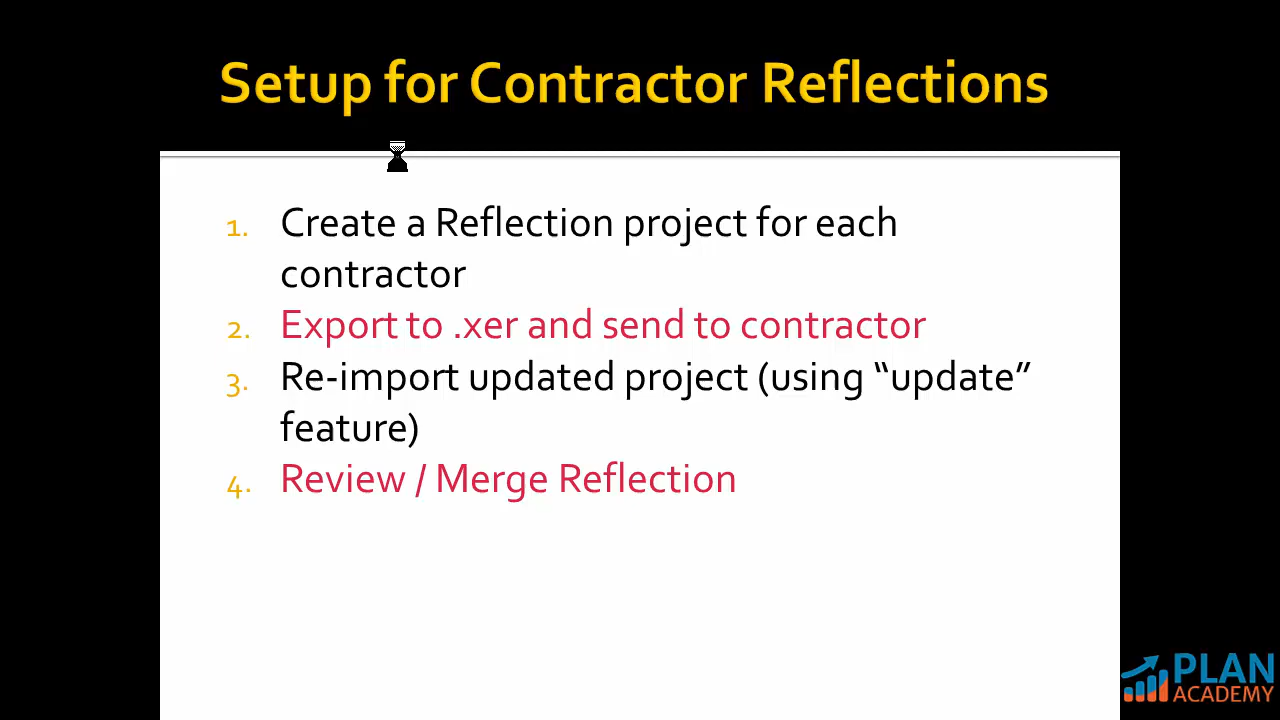 Setup for Contractor Reflections
1. Create a Reflection project for each
contractor
2. Export to .xer and send to contractor
3. Re-import updated project (using “update”
feature)
4. Review / Merge Reflection
PLAN
ACADEMY